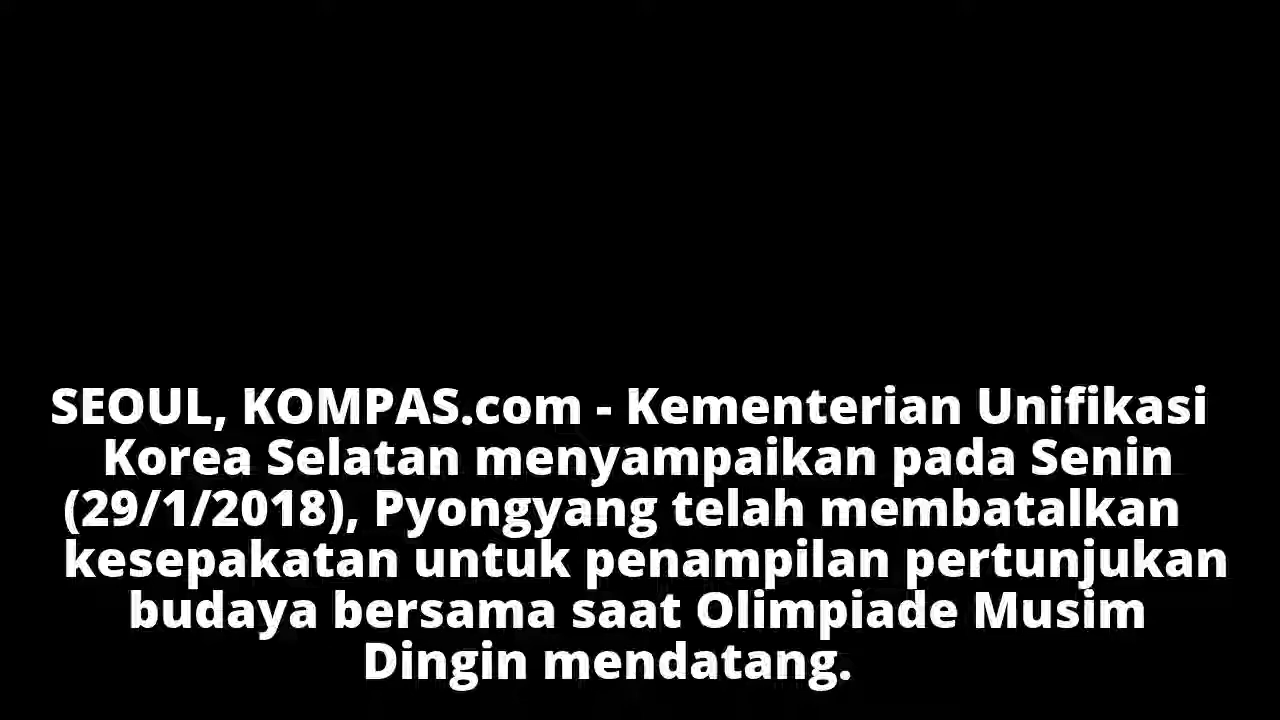 SEOUL, KOMPAS.com - Kementerian Unifikasi
Korea Selatan menyampaikan pada Senin
(29/1/2018), Pyongyang telah membatalkan
kesepakatan untuk penampilan pertunjukan
budaya bersama saat Olimpiade Musim
Dingin mendatang.